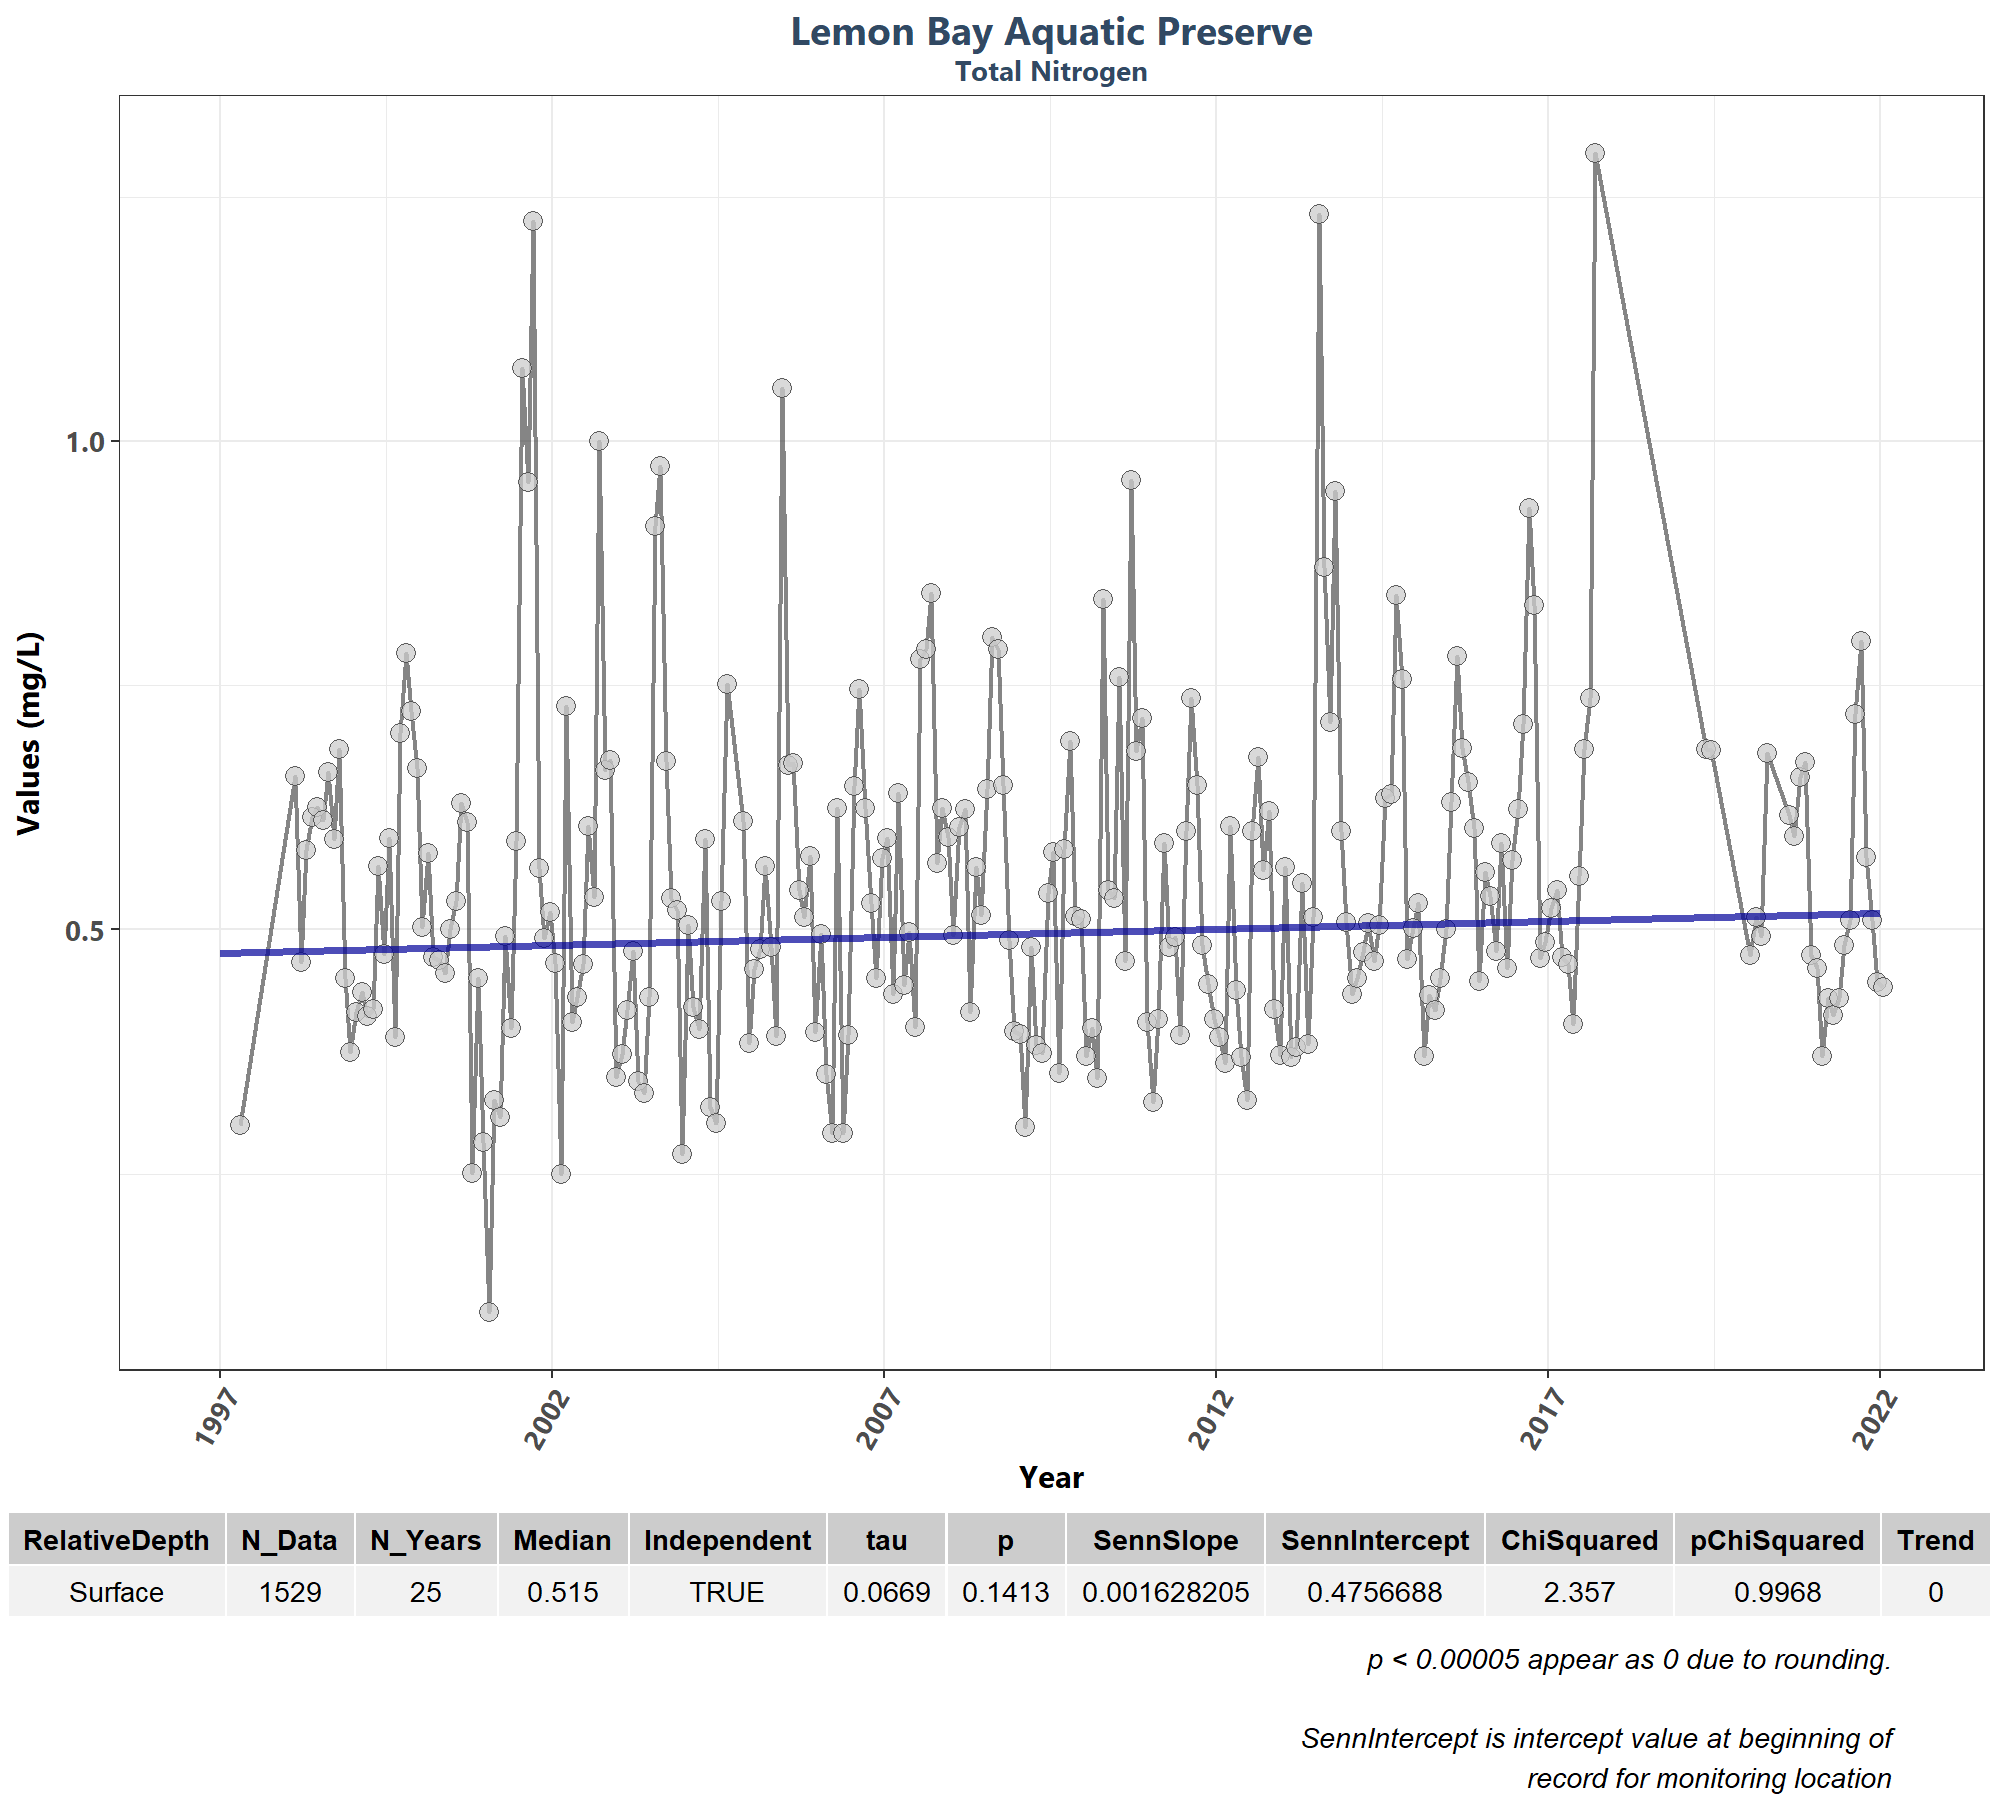 Lemon Bay Aquatic Preserve
Total Nitrogen
Values (mg/L)
1.0
0.5
1997 2002 2007 2012 2017 2022
Year
RelativeDepth N_Data N_Years Median Independent tau p SennSlope SennIntercept ChiSquared pChiSquared Trend
Surface 1529 25 0.515 TRUE 0.0669 0.1413 0.001628205 0.4756688 2.357 0.9968 0
p < 0.00005 appear as 0 due to rounding.
SennIntercept is intercept value at beginning of
record for monitoring location